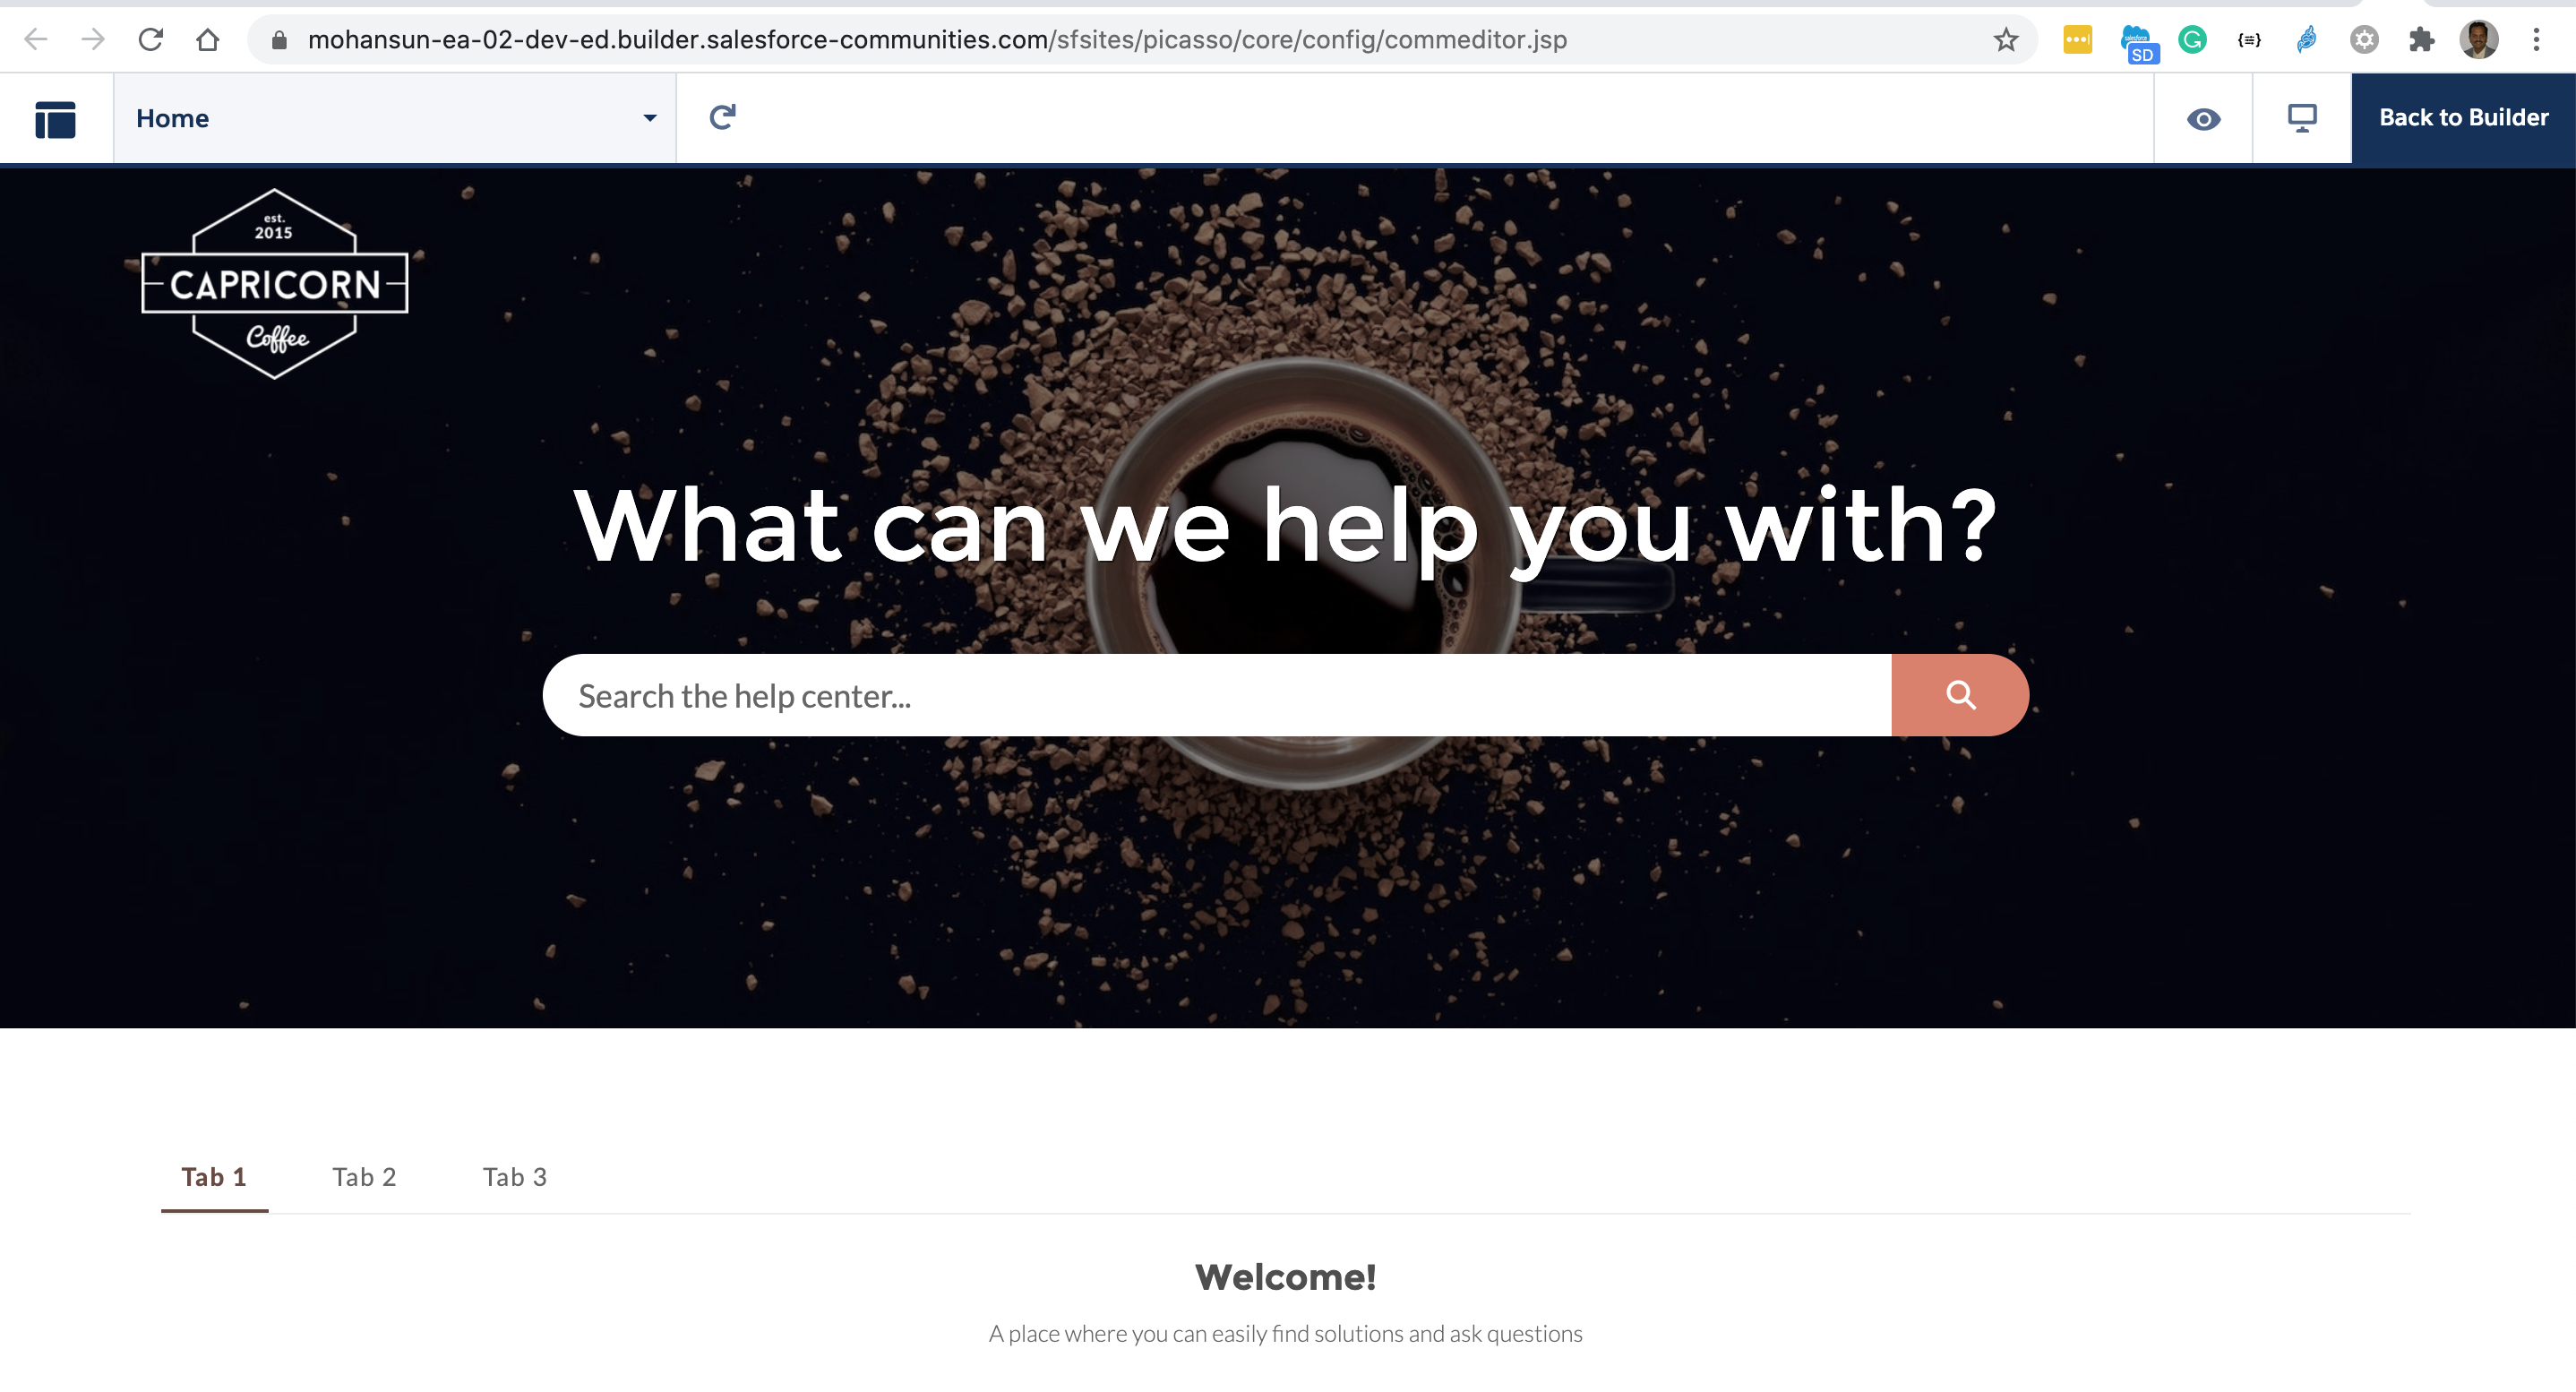 mohansun-ea-02-dev-ed.builder.salesforce-communities.com/sfsites/picasso/core/config/commeditor.jsp
SD
Home
Back to Builder
est.
2015
CAPRICORN
Coffee
What can we help you with?
Search the help center...
Tab 1 Tab 2 Tab 3
Welcome!
A place where you can easily find solutions and ask questions